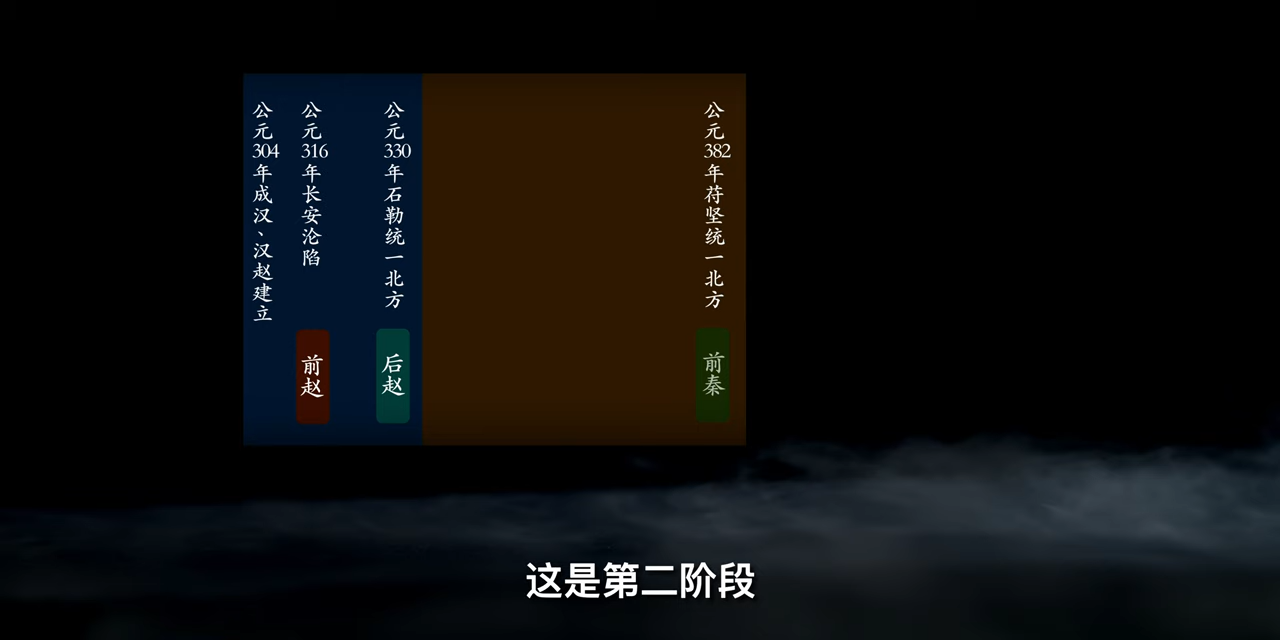 公元304年成汉、汉赵建立
公元316年长安沦陷
前赵
公元330年石勒统一北方
后赵
公元382年苻坚统一北方
前秦
这是第二阶段